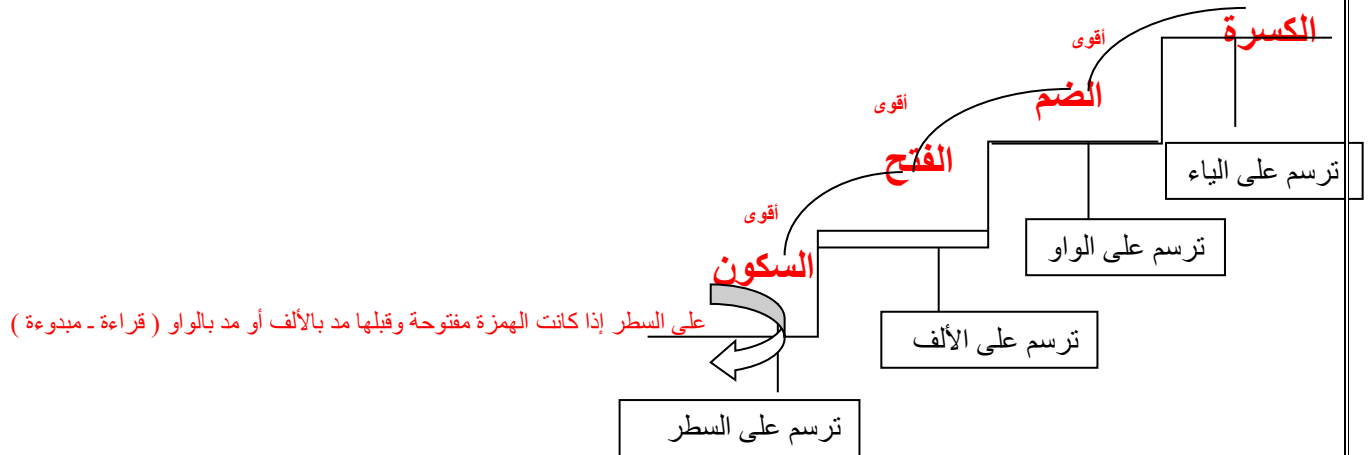 الكسرة
أقوى
الضم
أقوى
ترسم على الياء
الفتح
أقوى
ترسم على الواو
السكون
على السطر إذا كانت الهمزة مفتوحة وقبلها مد بالألف أو مد بالواو ( قراءة ـ مبدوءة )
ترسم على الألف
ترسم على السطر